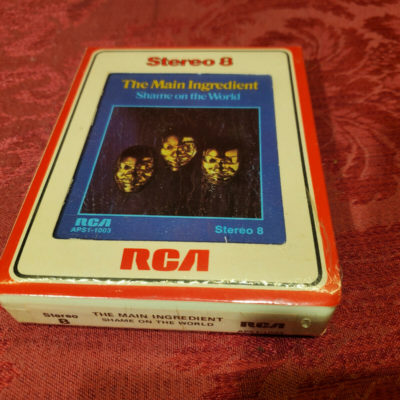 Stereo 8
The Main Ingredient
Shame on the World
RCA
APS1-1003
Stereo 8
RCA
Stereo
8
THE MAIN INGREDIENT
SHAME ON THE WORLD
RCA